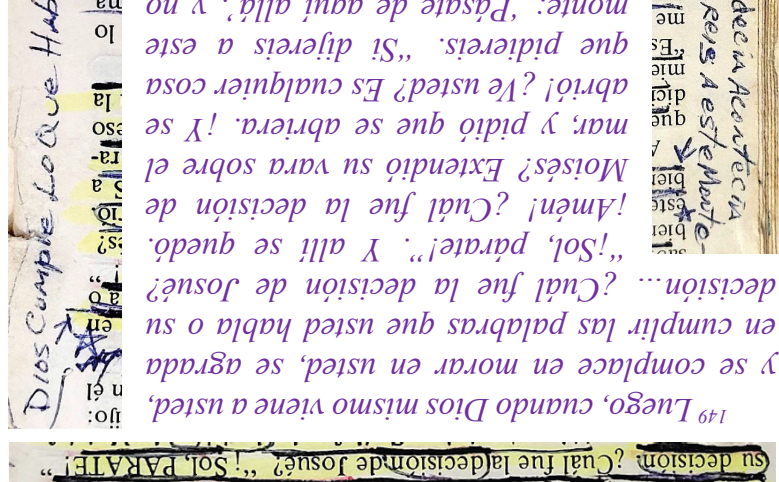 su decisión. ¿Cuál fue la decisión de Josué? “¡Sol, PÁRATE!”
149 Luego, cuando Dios mismo viene a usted,
y se complace en morar en usted, se agrada
en cumplir las palabras que usted habla o su
decisión... ¿Cuál fue la decisión de Josué?
“¡Sol, párate!”. Y allí se quedó.
¡Amén! ¿Cuál fue la decisión de
Moisés? Extendió su vara sobre el
mar, y pidió que se abriera. ¡Y se
abrió! ¿Ve usted? Es cualquier cosa
que pidiereis. “Si dijereis a este
monte: ‘Pásate de aquí allá’, y no
Dios Cumple Lo Que Hab
decia Acontecia
Reis A este Monte